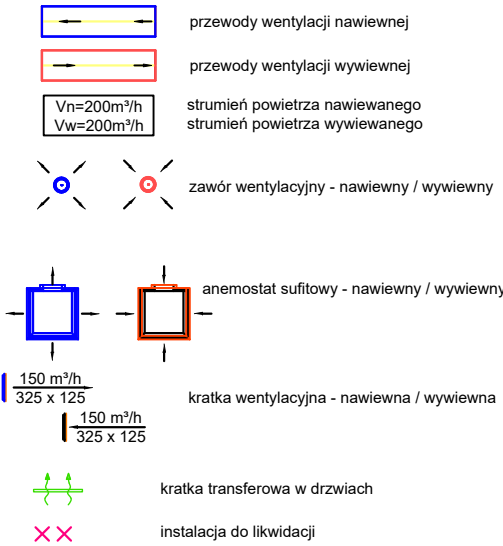 przewody wentylacji nawiewnej
przewody wentylacji wywiewnej
Vn=200m³/h
Vw=200m³/h
strumień powietrza nawiewanego
strumień powietrza wywiewanego
zawór wentylacyjny - nawiewny / wywiewny
anemostat sufitowy - nawiewny / wywiewny
150 m³/h
325 x 125
kratka wentylacyjna - nawiewna / wywiewna
150 m³/h
325 x 125
kratka transferowa w drzwiach
instalacja do likwidacji